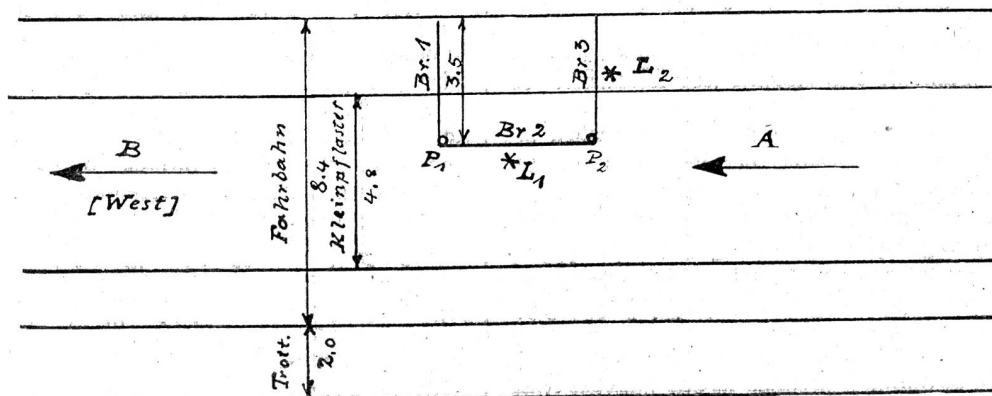 Br. 1
3.5
Br. 3
L2
Br 2
P1
P2
L1
A
B
[West]
Fahrbahn
8.4
Kleinpflaster
4.8
Trott.
2.0